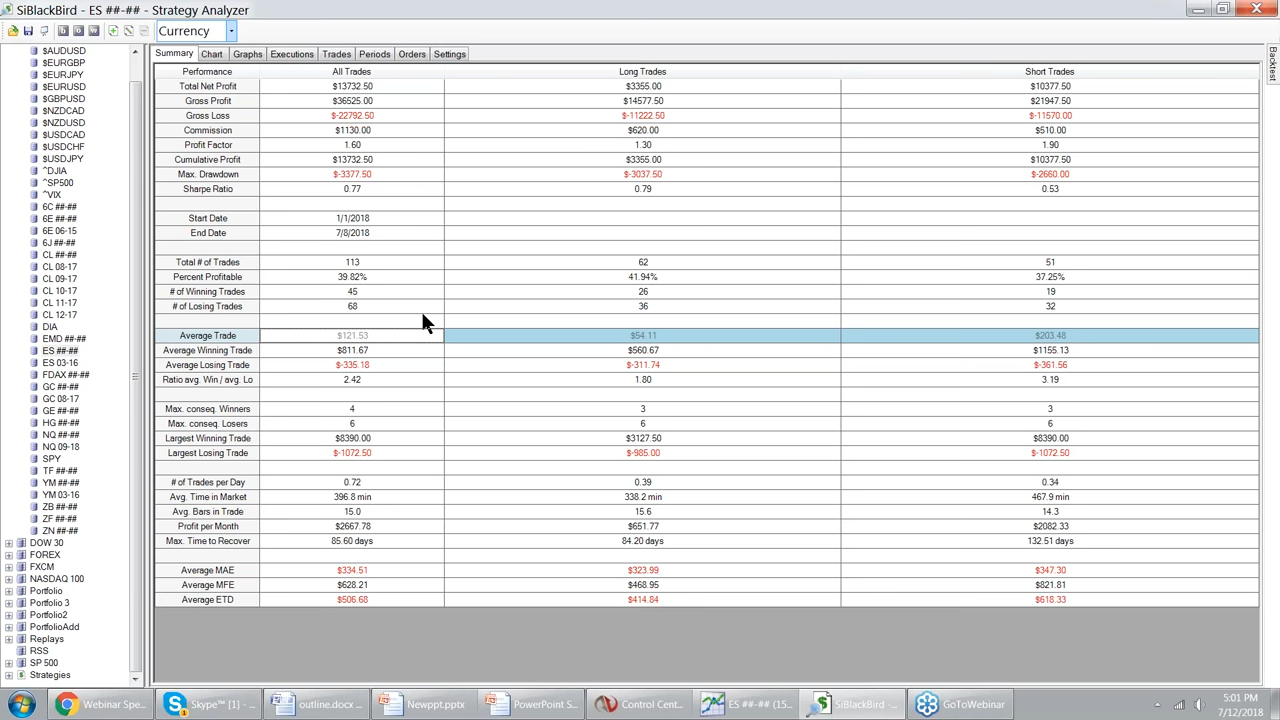 SiBlackBird - ES ##-## - Strategy Analyzer
Currency
Summary Chart Graphs Executions Trades Periods Orders Settings
Backtest
$AUDUSD
$EURGBP
$EURJPY
$EURUSD
$GBPUSD
$NZDCAD
$NZDUSD
$USDCAD
$USDCHF
$USDJPY
^DJIA
^SP500
^VIX
6C ##-##
6E ##-##
6E 06-15
6J ##-##
CL ##-##
CL 08-17
CL 09-17
CL 10-17
CL 11-17
CL 12-17
DIA
EMD ##-##
ES ##-##
ES 03-16
FDAX ##-##
GC ##-##
GC 08-17
GE ##-##
HG ##-##
NQ ##-##
NQ 09-18
SPY
TF ##-##
YM ##-##
YM 03-16
ZB ##-##
ZF ##-##
ZN ##-##
DOW 30
FOREX
FXCM
NASDAQ 100
Portfolio
Portfolio 3
Portfolio2
PortfolioAdd
Replays
RSS
SP 500
Strategies
Performance All Trades Long Trades Short Trades
Total Net Profit $13732.50 $3355.00 $10377.50
Gross Profit $36525.00 $14577.50 $21947.50
Gross Loss $-22792.50 $-11222.50 $-11570.00
Commission $1130.00 $620.00 $510.00
Profit Factor 1.60 1.30 1.90
Cumulative Profit $13732.50 $3355.00 $10377.50
Max. Drawdown $-3377.50 $-3037.50 $-2660.00
Sharpe Ratio 0.77 0.79 0.53
Start Date 1/1/2018
End Date 7/8/2018
Total # of Trades 113 62 51
Percent Profitable 39.82% 41.94% 37.25%
# of Winning Trades 45 26 19
# of Losing Trades 68 36 32
Average Trade $121.53 $54.11 $203.48
Average Winning Trade $811.67 $560.67 $1155.13
Average Losing Trade $-335.18 $-311.74 $-361.56
Ratio avg. Win / avg. Lo 2.42 1.80 3.19
Max. conseq. Winners 4 3 3
Max. conseq. Losers 6 6 6
Largest Winning Trade $8390.00 $3127.50 $8390.00
Largest Losing Trade $-1072.50 $-985.00 $-1072.50
# of Trades per Day 0.72 0.39 0.34
Avg. Time in Market 396.8 min 338.2 min 467.9 min
Avg. Bars in Trade 15.0 15.6 14.3
Profit per Month $2667.78 $651.77 $2082.33
Max. Time to Recover 85.60 days 84.20 days 132.51 days
Average MAE $334.51 $323.99 $347.30
Average MFE $628.21 $468.95 $821.81
Average ETD $506.68 $414.84 $618.33
Webinar Spe... Skype™ [1] - ... outline.docx ... Newppt.pptx PowerPoint S... Control Cent... ES ##-## (15... SiBlackBird -... GoToWebinar
5:01 PM
7/12/2018